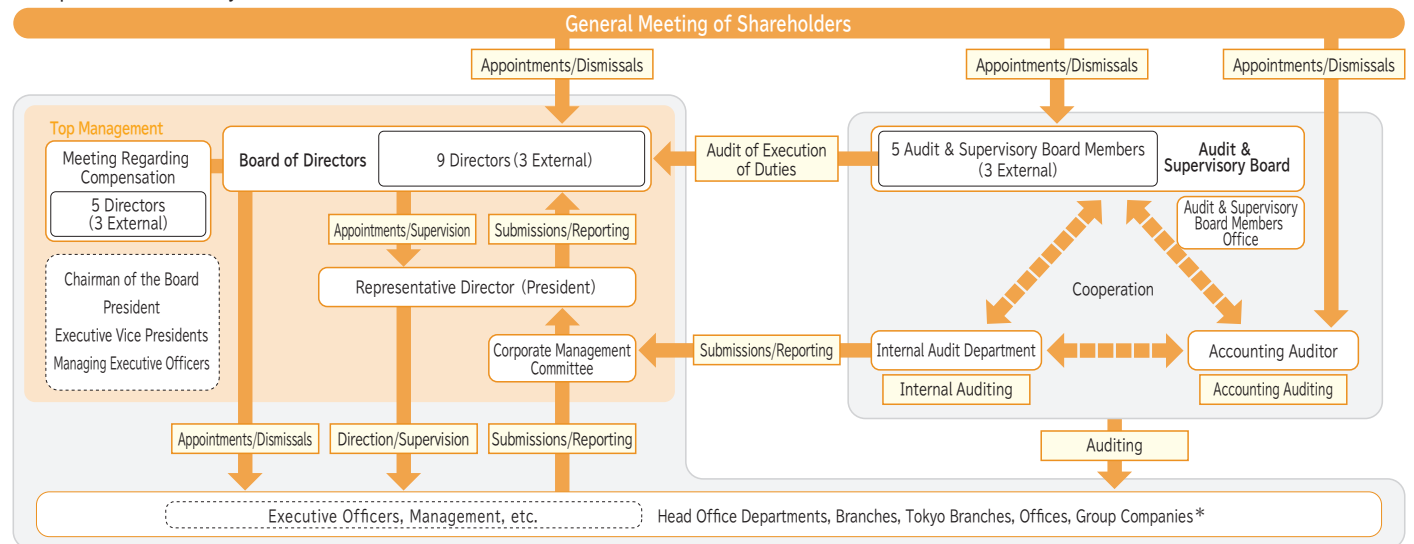 General Meeting of Shareholders
Appointments/Dismissals
Appointments/Dismissals
Appointments/Dismissals
Top Management
Meeting Regarding
Compensation
5 Directors
(3 External)
Board of Directors
9 Directors (3 External)
Audit of Execution
of Duties
5 Audit & Supervisory Board Members
(3 External)
Audit &
Supervisory Board
Audit & Supervisory
Board Members
Office
Appointments/Supervision
Submissions/Reporting
Chairman of the Board
President
Executive Vice Presidents
Managing Executive Officers
Representative Director (President)
Cooperation
Corporate Management
Committee
Submissions/Reporting
Internal Audit Department
Accounting Auditor
Internal Auditing
Accounting Auditing
Appointments/Dismissals
Direction/Supervision
Submissions/Reporting
Auditing
Executive Officers, Management, etc.
Head Office Departments, Branches, Tokyo Branches, Offices, Group Companies*